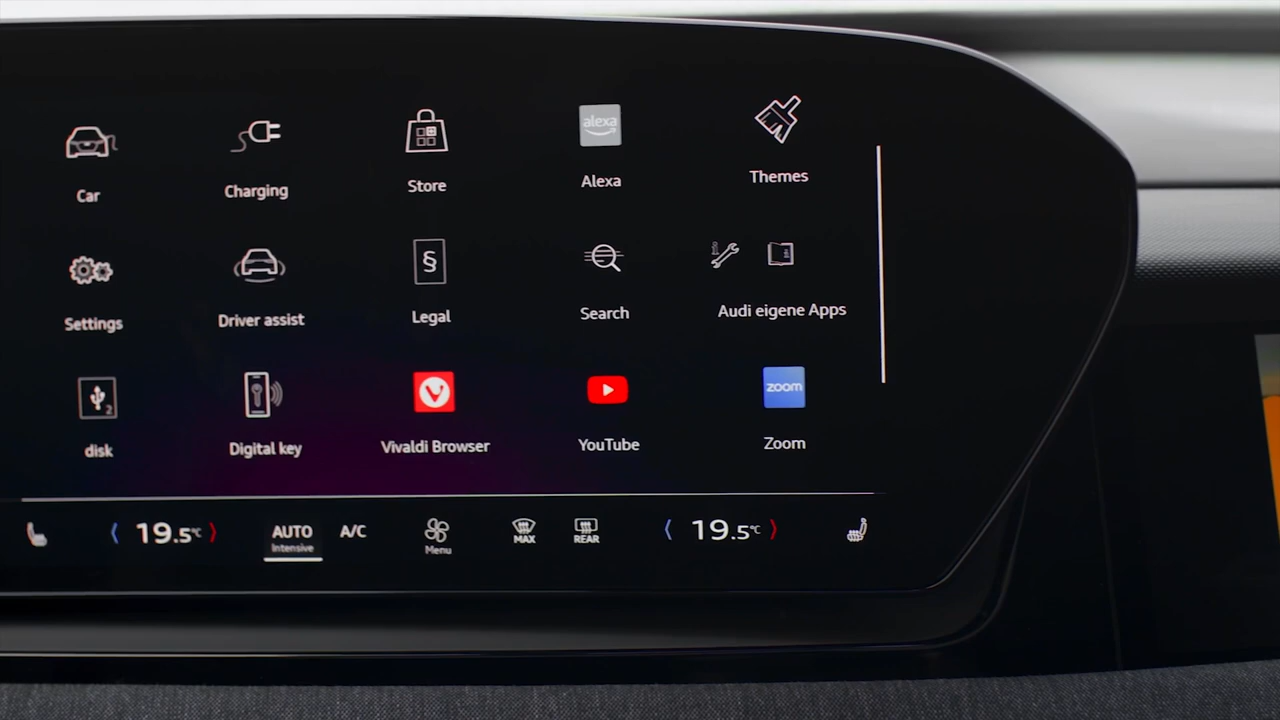 alexa
Car
Charging
Store
Alexa
Themes
§
Settings
Driver assist
Legal
Search
Audi eigene Apps
2
zoom
disk
Digital key
Vivaldi Browser
YouTube
Zoom
19.5°C
AUTO
Intensive
A/C
Menu
MAX
REAR
19.5°C